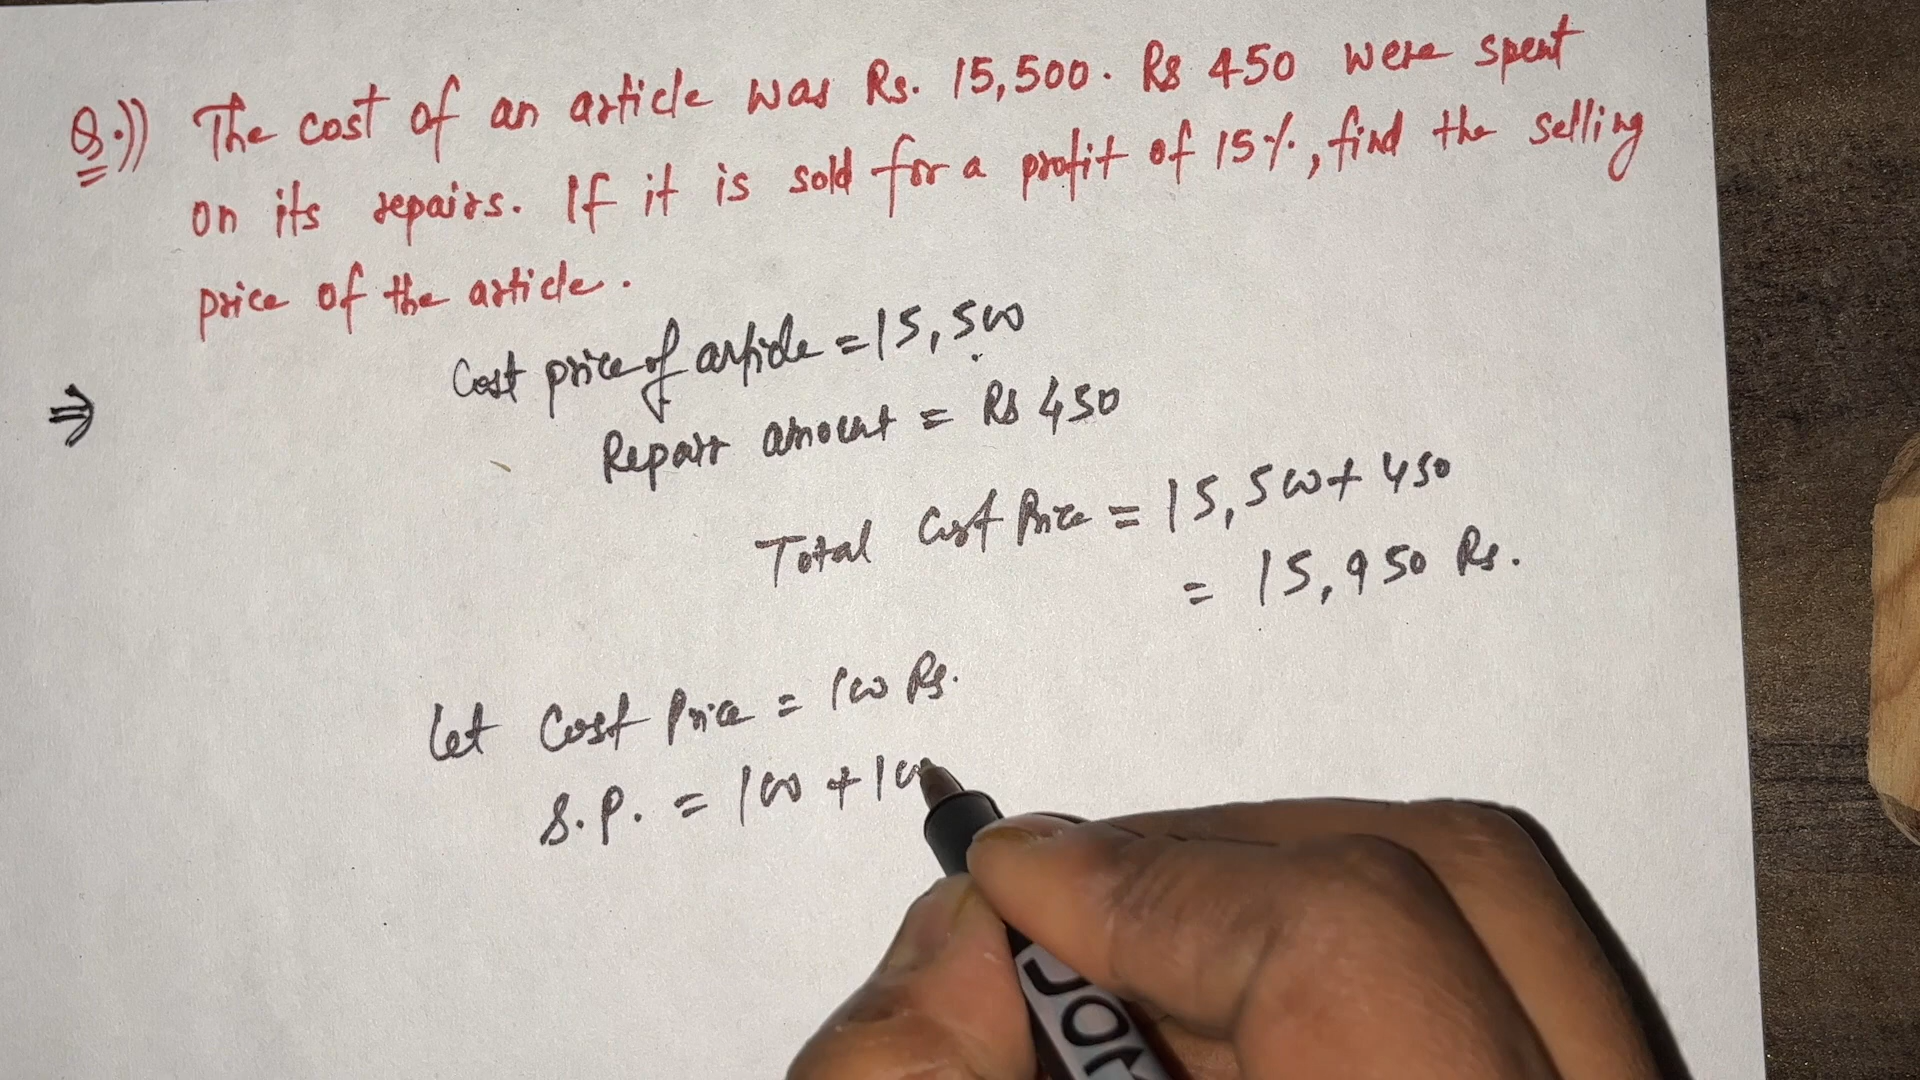 Q.)) The cost of an article was Rs. 15,500. Rs 450 were spent
on its repairs. If it is sold for a profit of 15%, find the selling
price of the article.
⇒ Cost price of article = 15,500
Repair amount = Rs 450
Total Cost Price = 15,500 + 450
= 15,950 Rs.
Let Cost Price = 100 Rs.
S.P. = 100 + 100